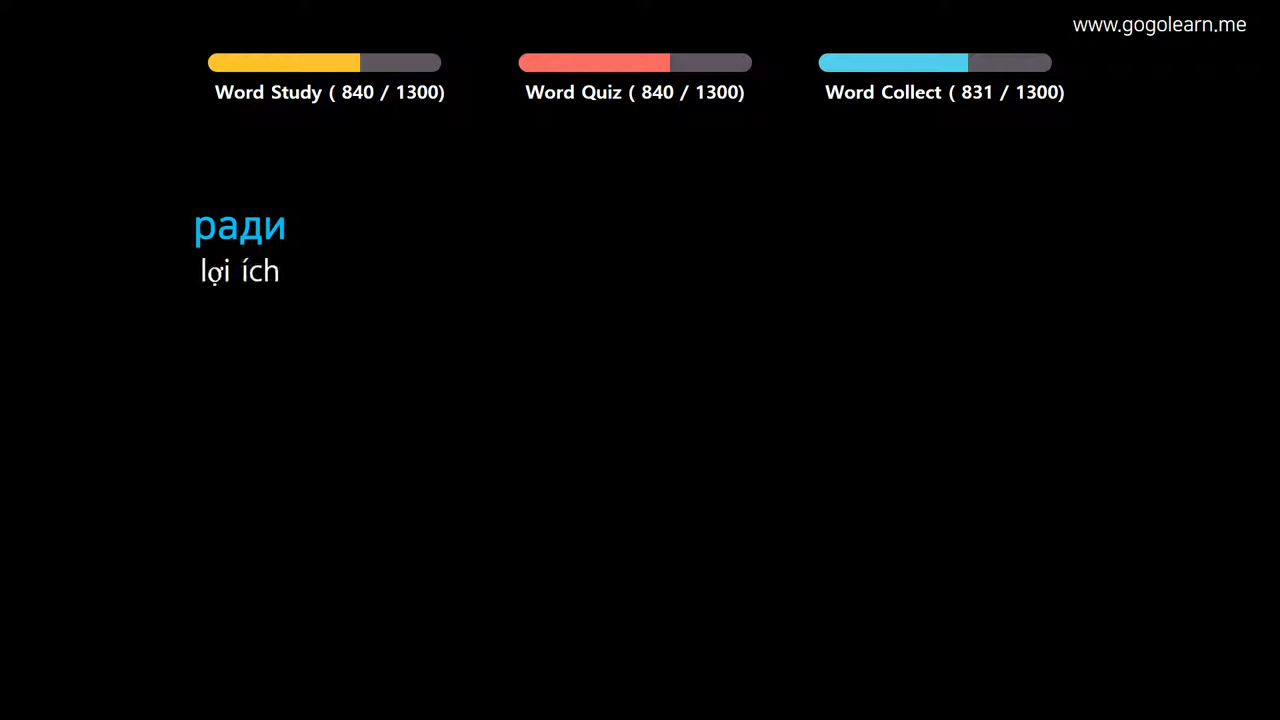 www.gogolearn.me
Word Study ( 840 / 1300)
Word Quiz ( 840 / 1300)
Word Collect ( 831 / 1300)
ради
lợi ích